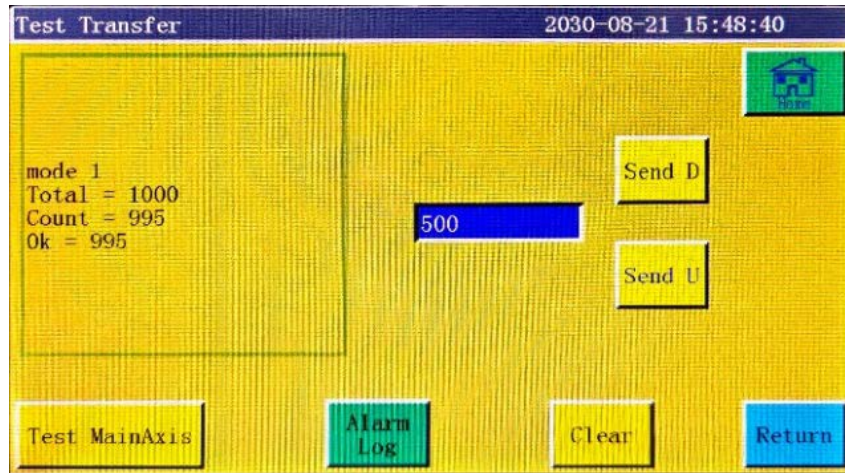 Test Transfer 2030-08-21 15:48:40
Home
mode 1
Total = 1000
Count = 995
Ok = 995
500
Send D
Send U
Test MainAxis
Alarm
Log
Clear
Return